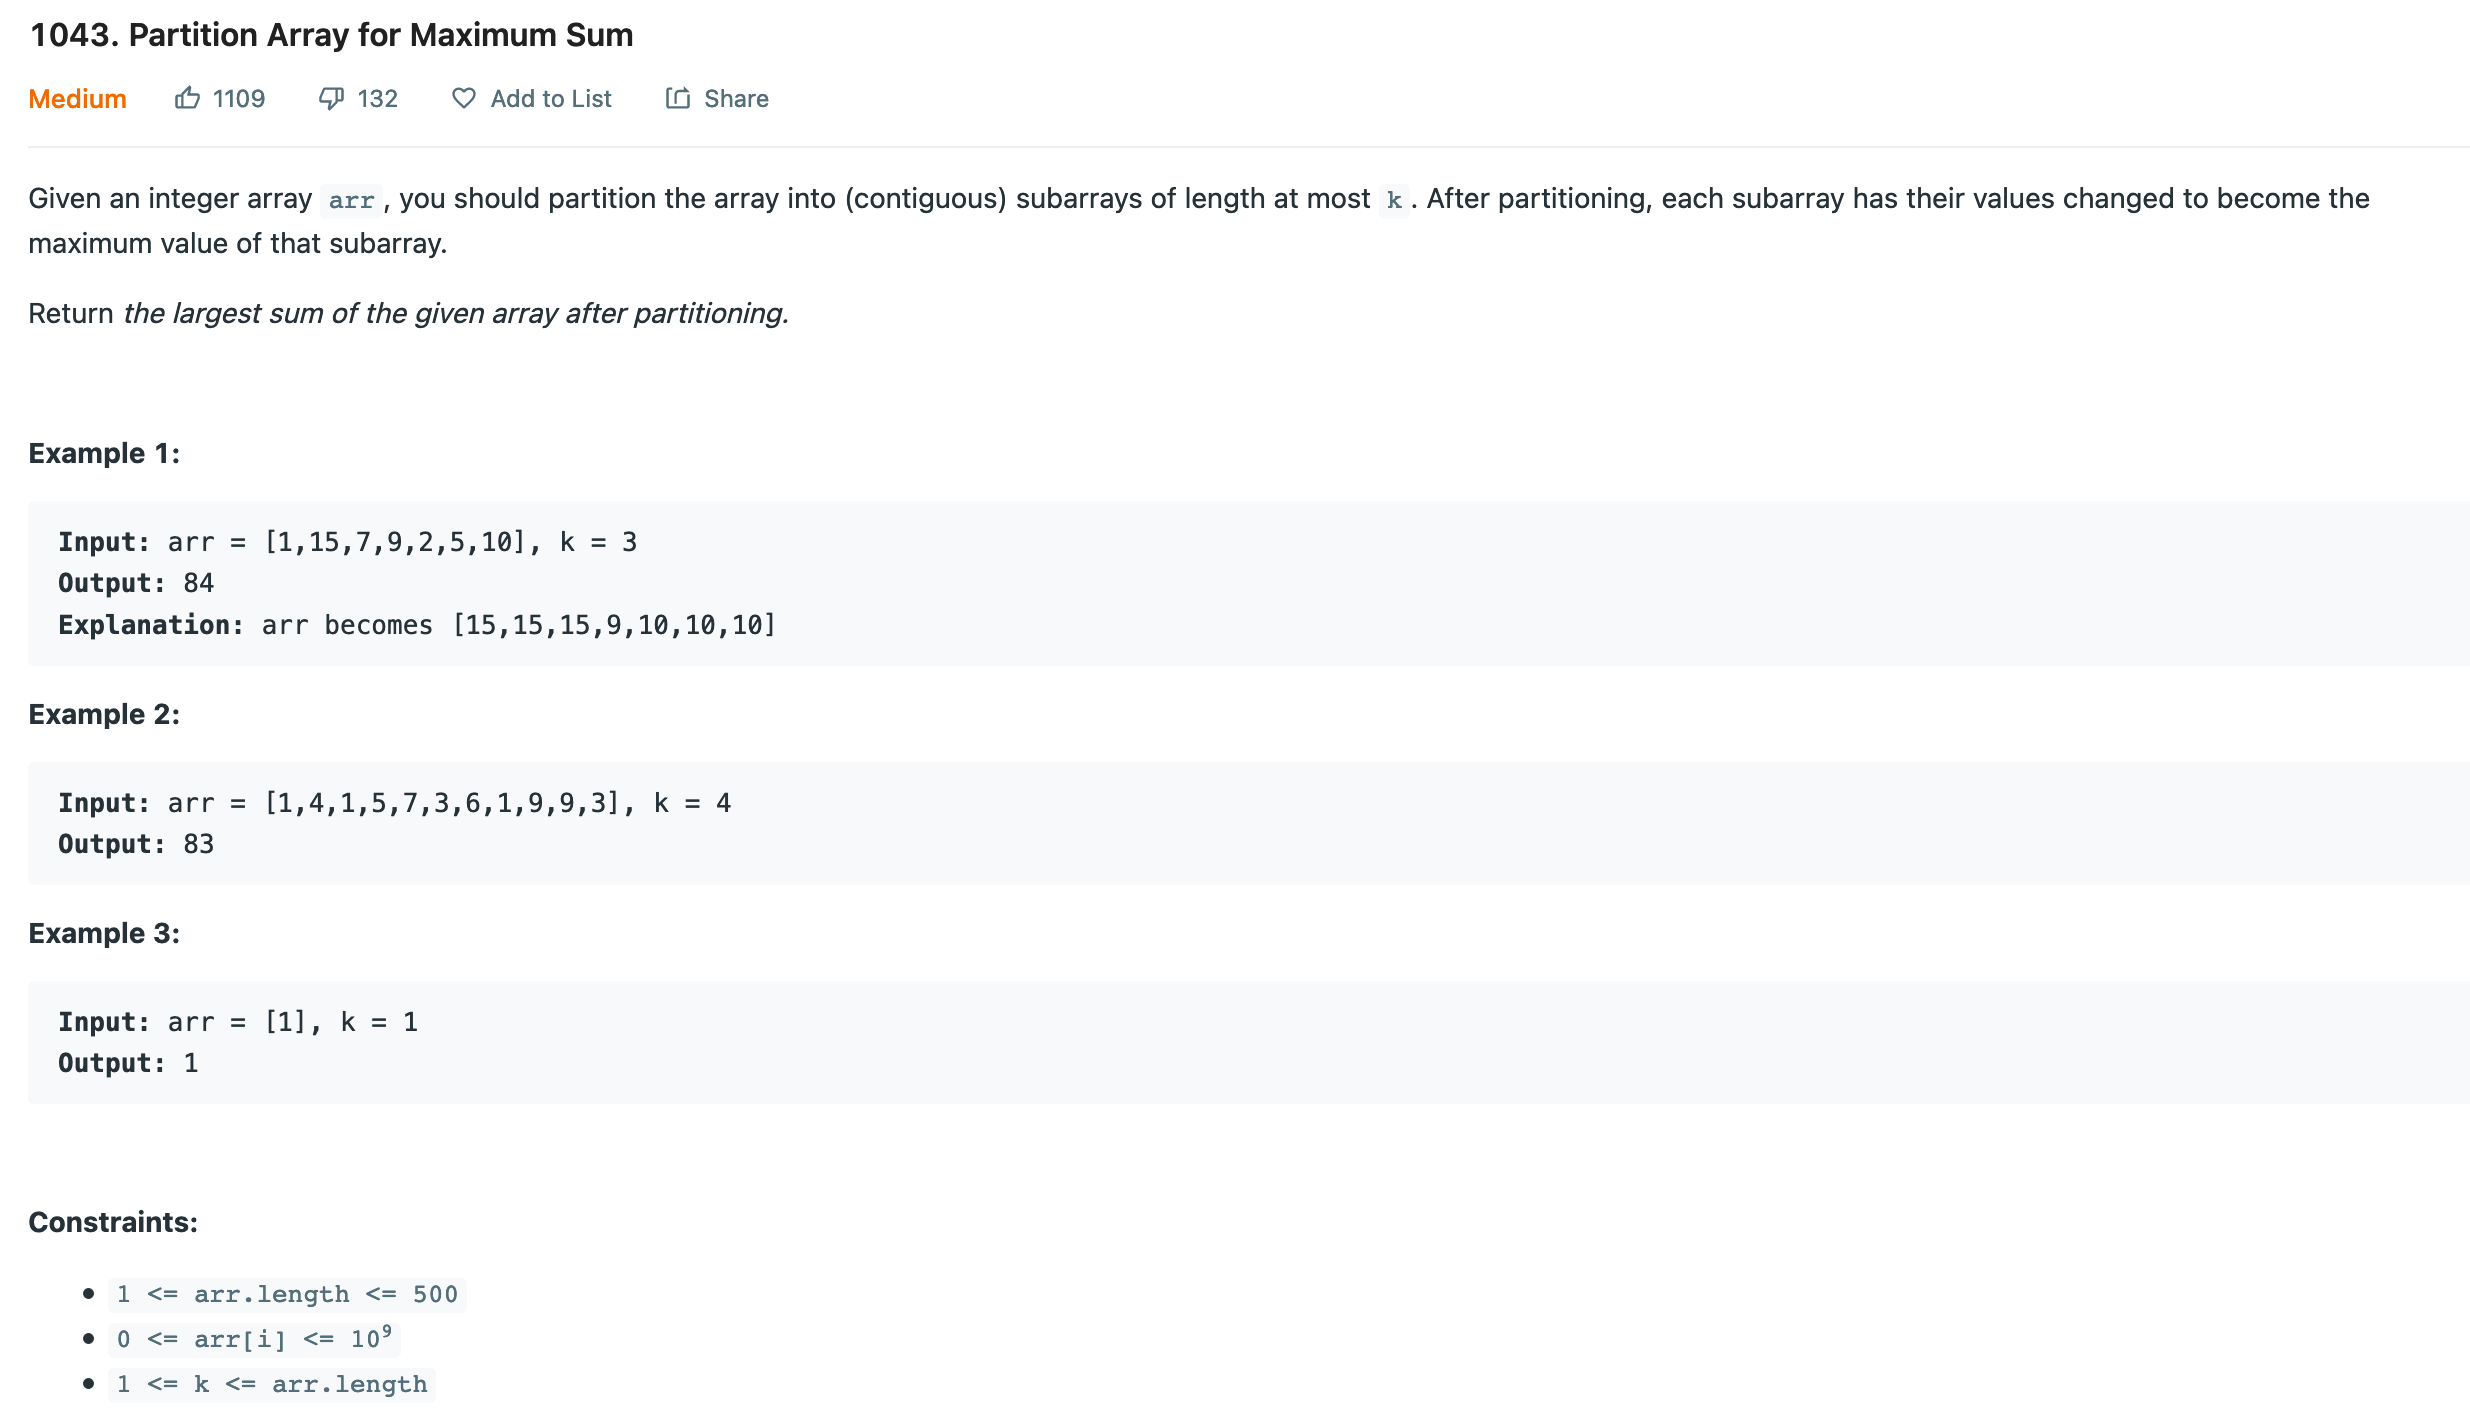 1043. Partition Array for Maximum Sum
Medium 1109 132 Add to List Share
Given an integer array arr, you should partition the array into (contiguous) subarrays of length at most k. After partitioning, each subarray has their values changed to become the
maximum value of that subarray.
Return the largest sum of the given array after partitioning.
Example 1:
Input: arr = [1,15,7,9,2,5,10], k = 3
Output: 84
Explanation: arr becomes [15,15,15,9,10,10,10]
Example 2:
Input: arr = [1,4,1,5,7,3,6,1,9,9,3], k = 4
Output: 83
Example 3:
Input: arr = [1], k = 1
Output: 1
Constraints:
• 1 <= arr.length <= 500
• 0 <= arr[i] <= 10⁹
• 1 <= k <= arr.length